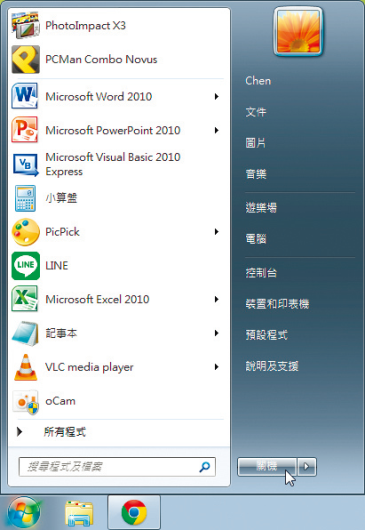 PhotoImpact X3
PCMan Combo Novus
Microsoft Word 2010
Microsoft PowerPoint 2010
Microsoft Visual Basic 2010
Express
小算盤
PicPick
LINE
Microsoft Excel 2010
記事本
VLC media player
oCam
所有程式
搜尋程式及檔案
Chen
文件
圖片
音樂
遊樂場
電腦
控制台
裝置和印表機
預設程式
說明及支援
關機